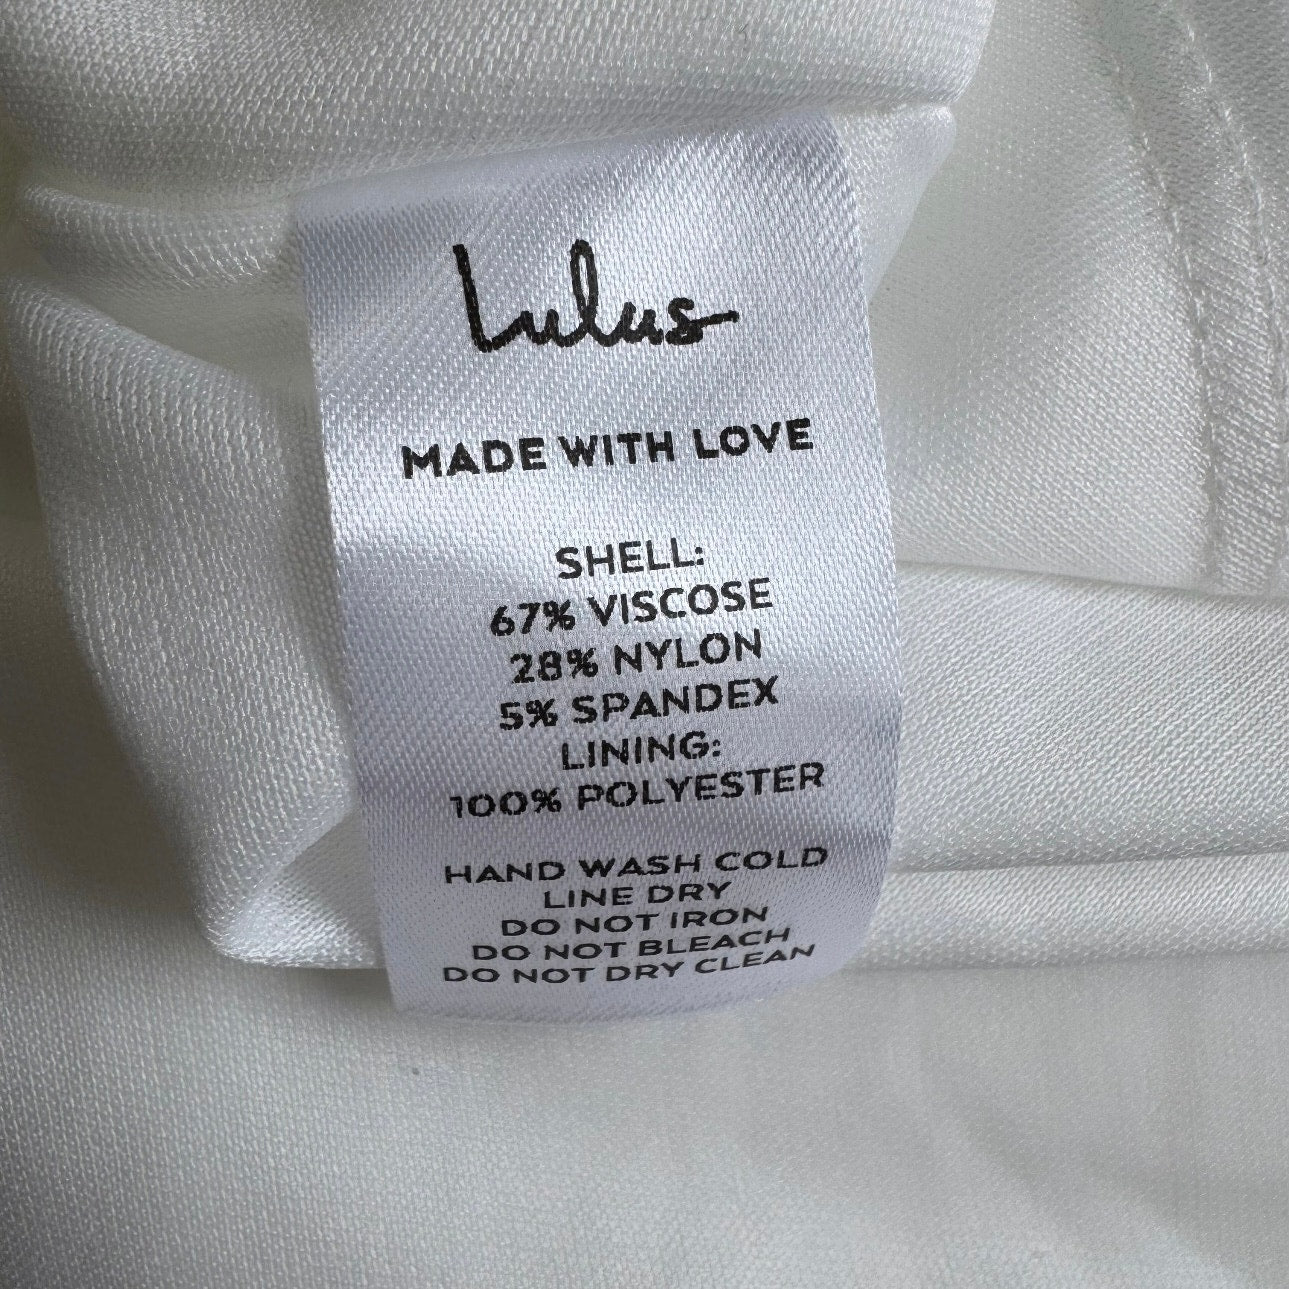 Lulus
MADE WITH LOVE
SHELL:
67% VISCOSE
28% NYLON
5% SPANDEX
LINING:
100% POLYESTER
HAND WASH COLD
LINE DRY
DO NOT IRON
DO NOT BLEACH
DO NOT DRY CLEAN